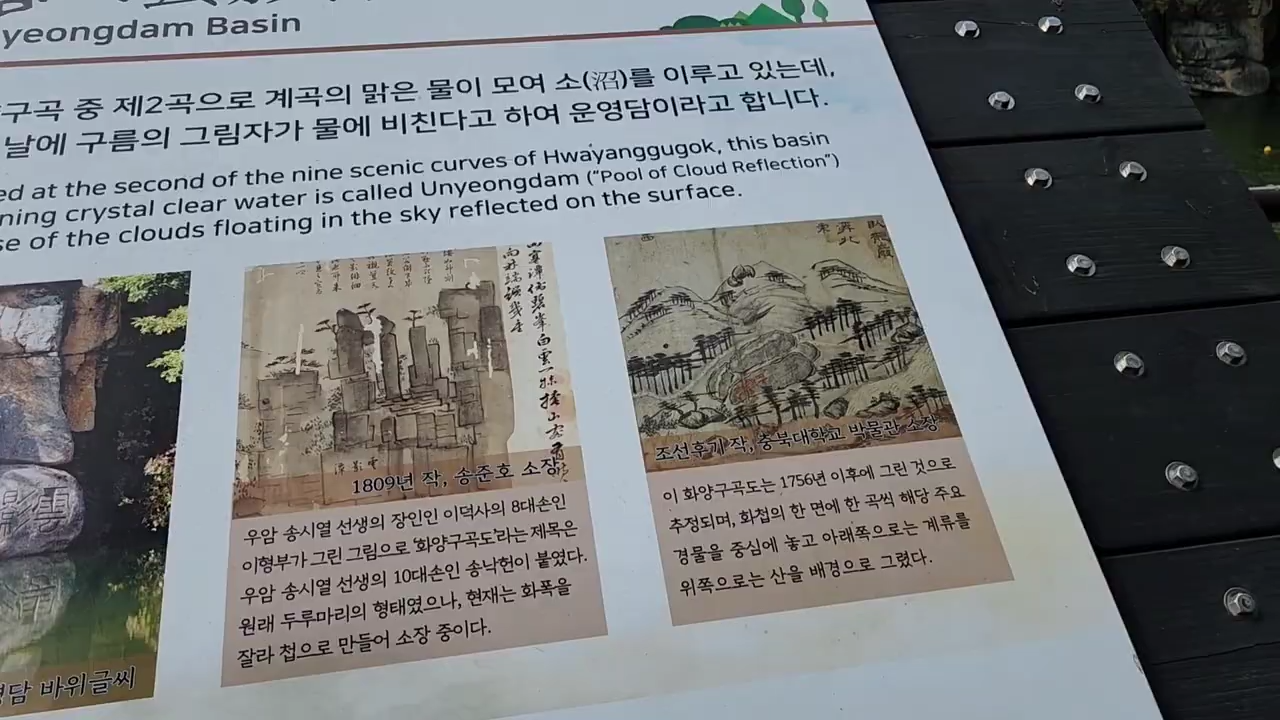 yeongdam Basin
구곡 중 제2곡으로 계곡의 맑은 물이 모여 소(沼)를 이루고 있는데,
날에 구름의 그림자가 물에 비친다고 하여 운영담이라고 합니다.
ed at the second of the nine scenic curves of Hwayanggugok, this basin
ning crystal clear water is called Unyeongdam (“Pool of Cloud Reflection”)
se of the clouds floating in the sky reflected on the surface.
雲影
담 바위글씨
1809년 작, 송준호 소장
우암 송시열 선생의 장인인 이덕사의 8대손인
이형부가 그린 그림으로 '화양구곡도'라는 제목은
우암 송시열 선생의 10대손인 송낙헌이 붙였다.
원래 두루마리의 형태였으나, 현재는 화폭을
잘라 첩으로 만들어 소장 중이다.
조선후기 작, 충북대학교 박물관 소장
이 화양구곡도는 1756년 이후에 그린 것으로
추정되며, 화첩의 한 면에 한 곡씩 해당 주요
경물을 중심에 놓고 아래쪽으로는 계류를
위쪽으로는 산을 배경으로 그렸다.